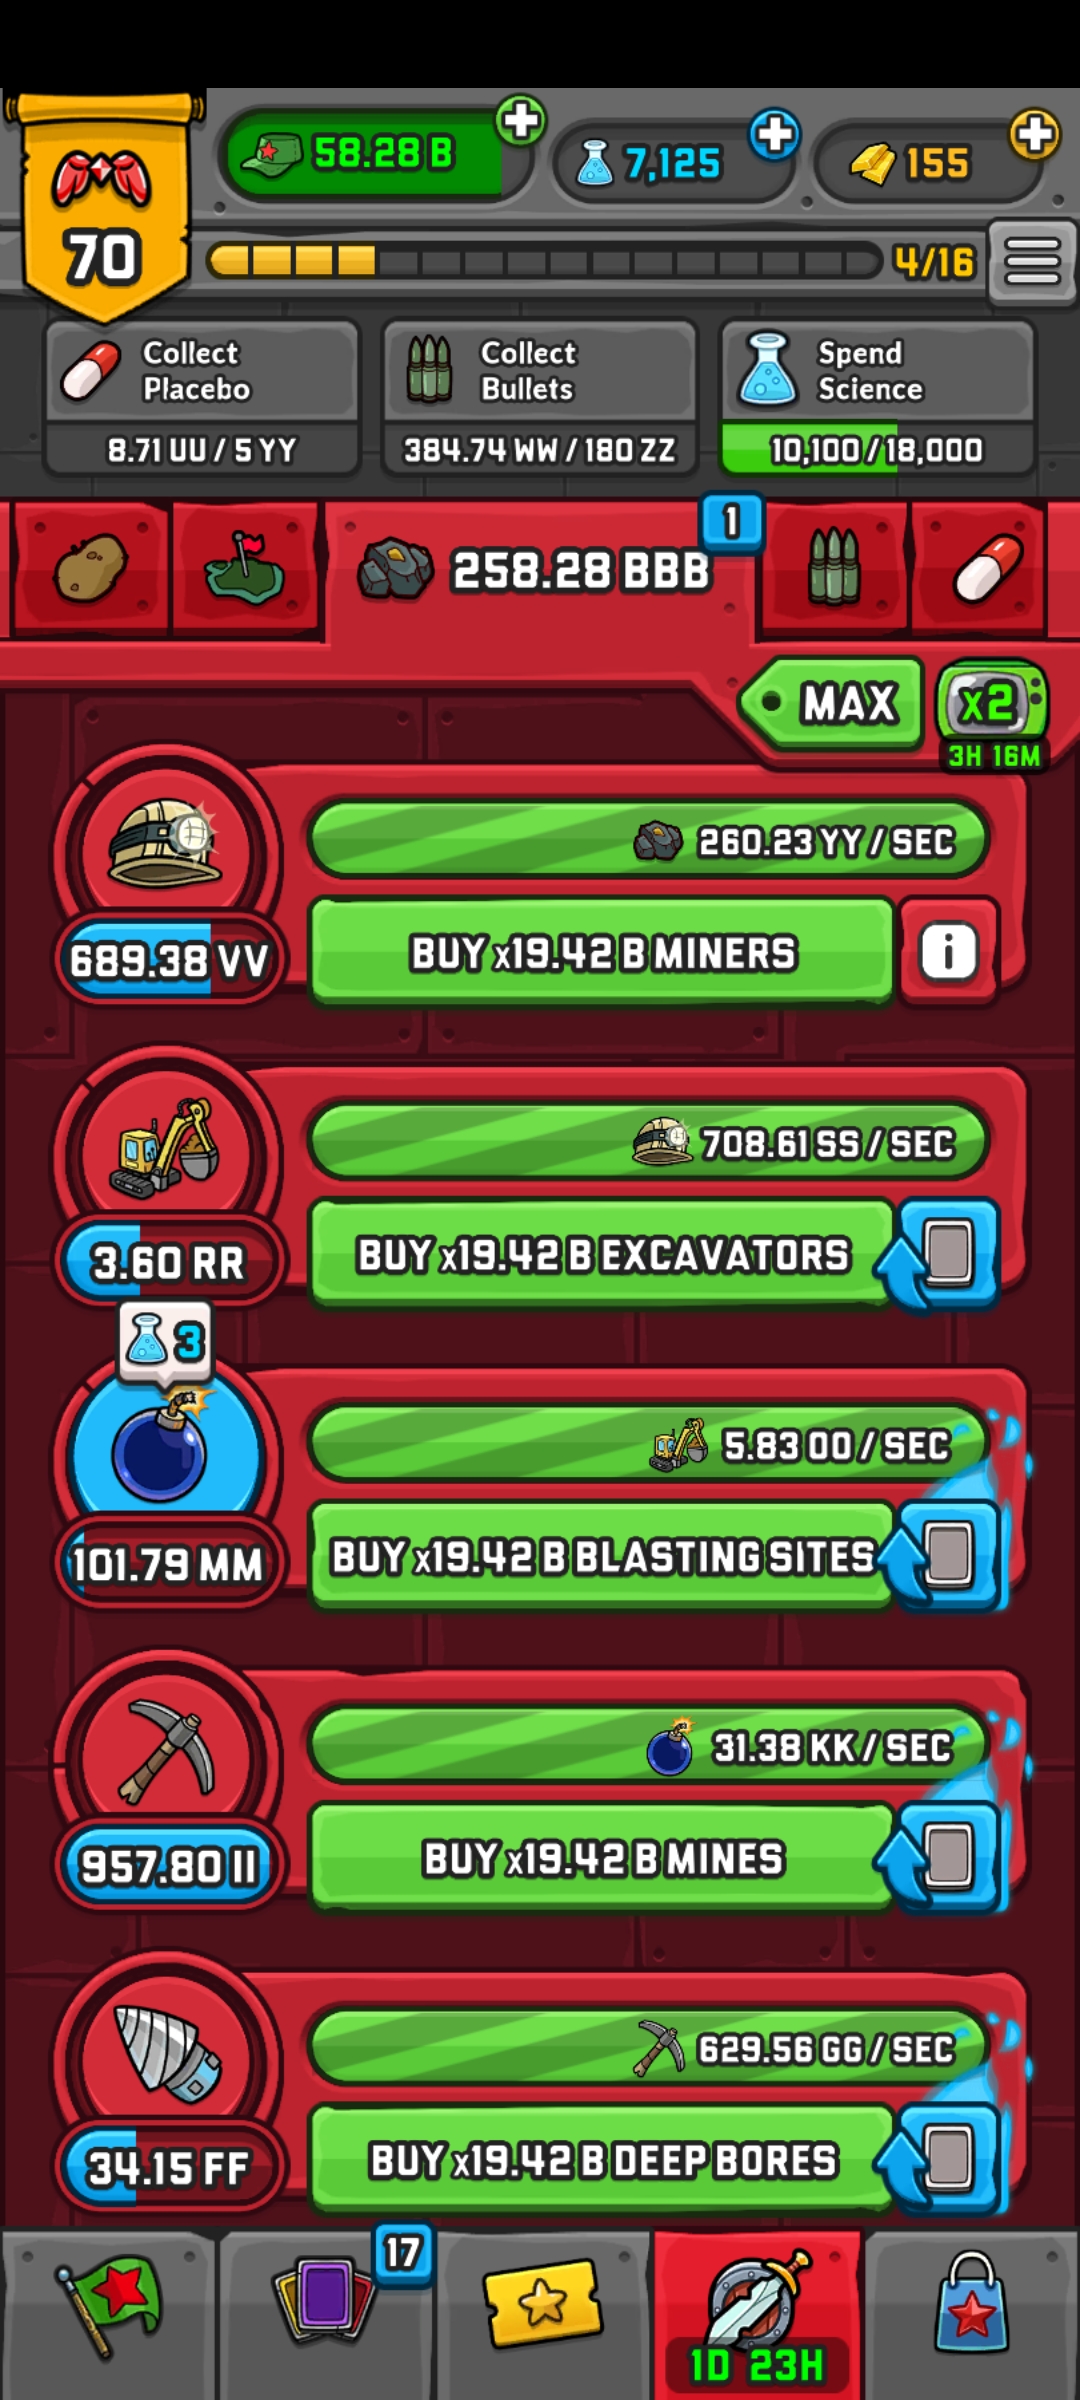 70
58.28 B
7,125
155
4/16
Collect
Placebo
8.71 UU / 5 YY
Collect
Bullets
384.74 WW / 180 ZZ
Spend
Science
10,100 / 18,000
258.28 BBB
1
MAX
x2
3H 16M
260.23 YY / SEC
689.38 VV
BUY x19.42 B MINERS
i
708.61 SS / SEC
3.60 RR
BUY x19.42 B EXCAVATORS
3
5.83 OO / SEC
101.79 MM
BUY x19.42 B BLASTING SITES
31.38 KK / SEC
957.80 II
BUY x19.42 B MINES
629.56 GG / SEC
34.15 FF
BUY x19.42 B DEEP BORES
17
1D 23H